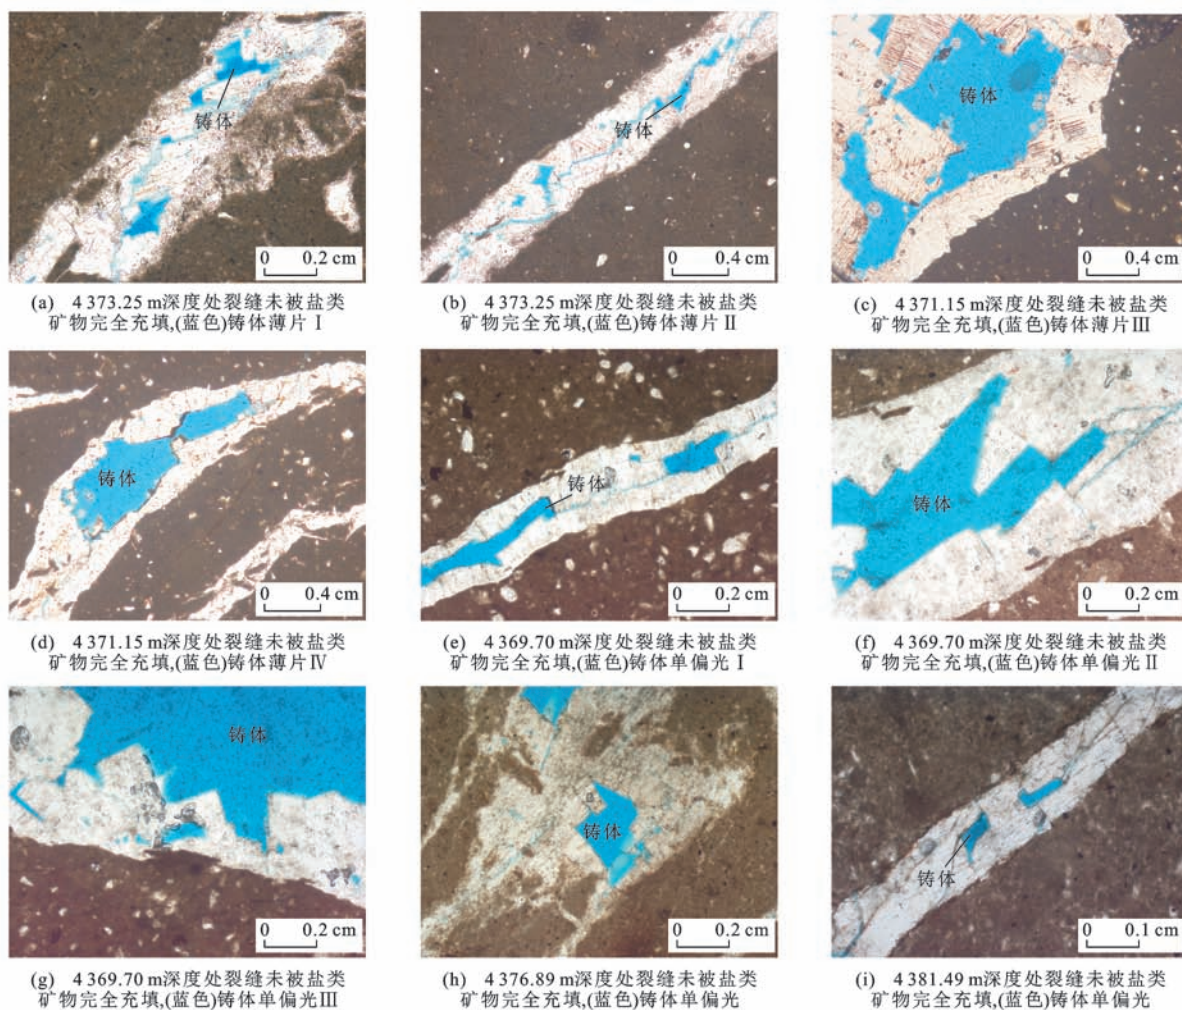 铸体
0 0.2 cm
铸体
0 0.4 cm
铸体
0 0.2 cm
(a) 4 373.25 m深度处裂缝未被盐类
矿物完全充填,(蓝色)铸体薄片Ⅰ
(b) 4 373.25 m深度处裂缝未被盐类
矿物完全充填,(蓝色)铸体薄片Ⅱ
(c) 4 371.15 m深度处裂缝未被盐类
矿物完全充填,(蓝色)铸体薄片Ⅲ
铸体
0 0.4 cm
铸体
0 0.2 cm
铸体
0 0.2 cm
(d) 4 371.15 m深度处裂缝未被盐类
矿物完全充填,(蓝色)铸体薄片Ⅳ
(e) 4 369.70 m深度处裂缝未被盐类
矿物完全充填,(蓝色)铸体单偏光Ⅰ
(f) 4 369.70 m深度处裂缝未被盐类
矿物完全充填,(蓝色)铸体单偏光Ⅱ
铸体
0 0.2 cm
铸体
0 0.2 cm
铸体
0 0.1 cm
(g) 4 369.70 m深度处裂缝未被盐类
矿物完全充填,(蓝色)铸体单偏光Ⅲ
(h) 4 376.89 m深度处裂缝未被盐类
矿物完全充填,(蓝色)铸体单偏光
(i) 4 381.49 m深度处裂缝未被盐类
矿物完全充填,(蓝色)铸体单偏光